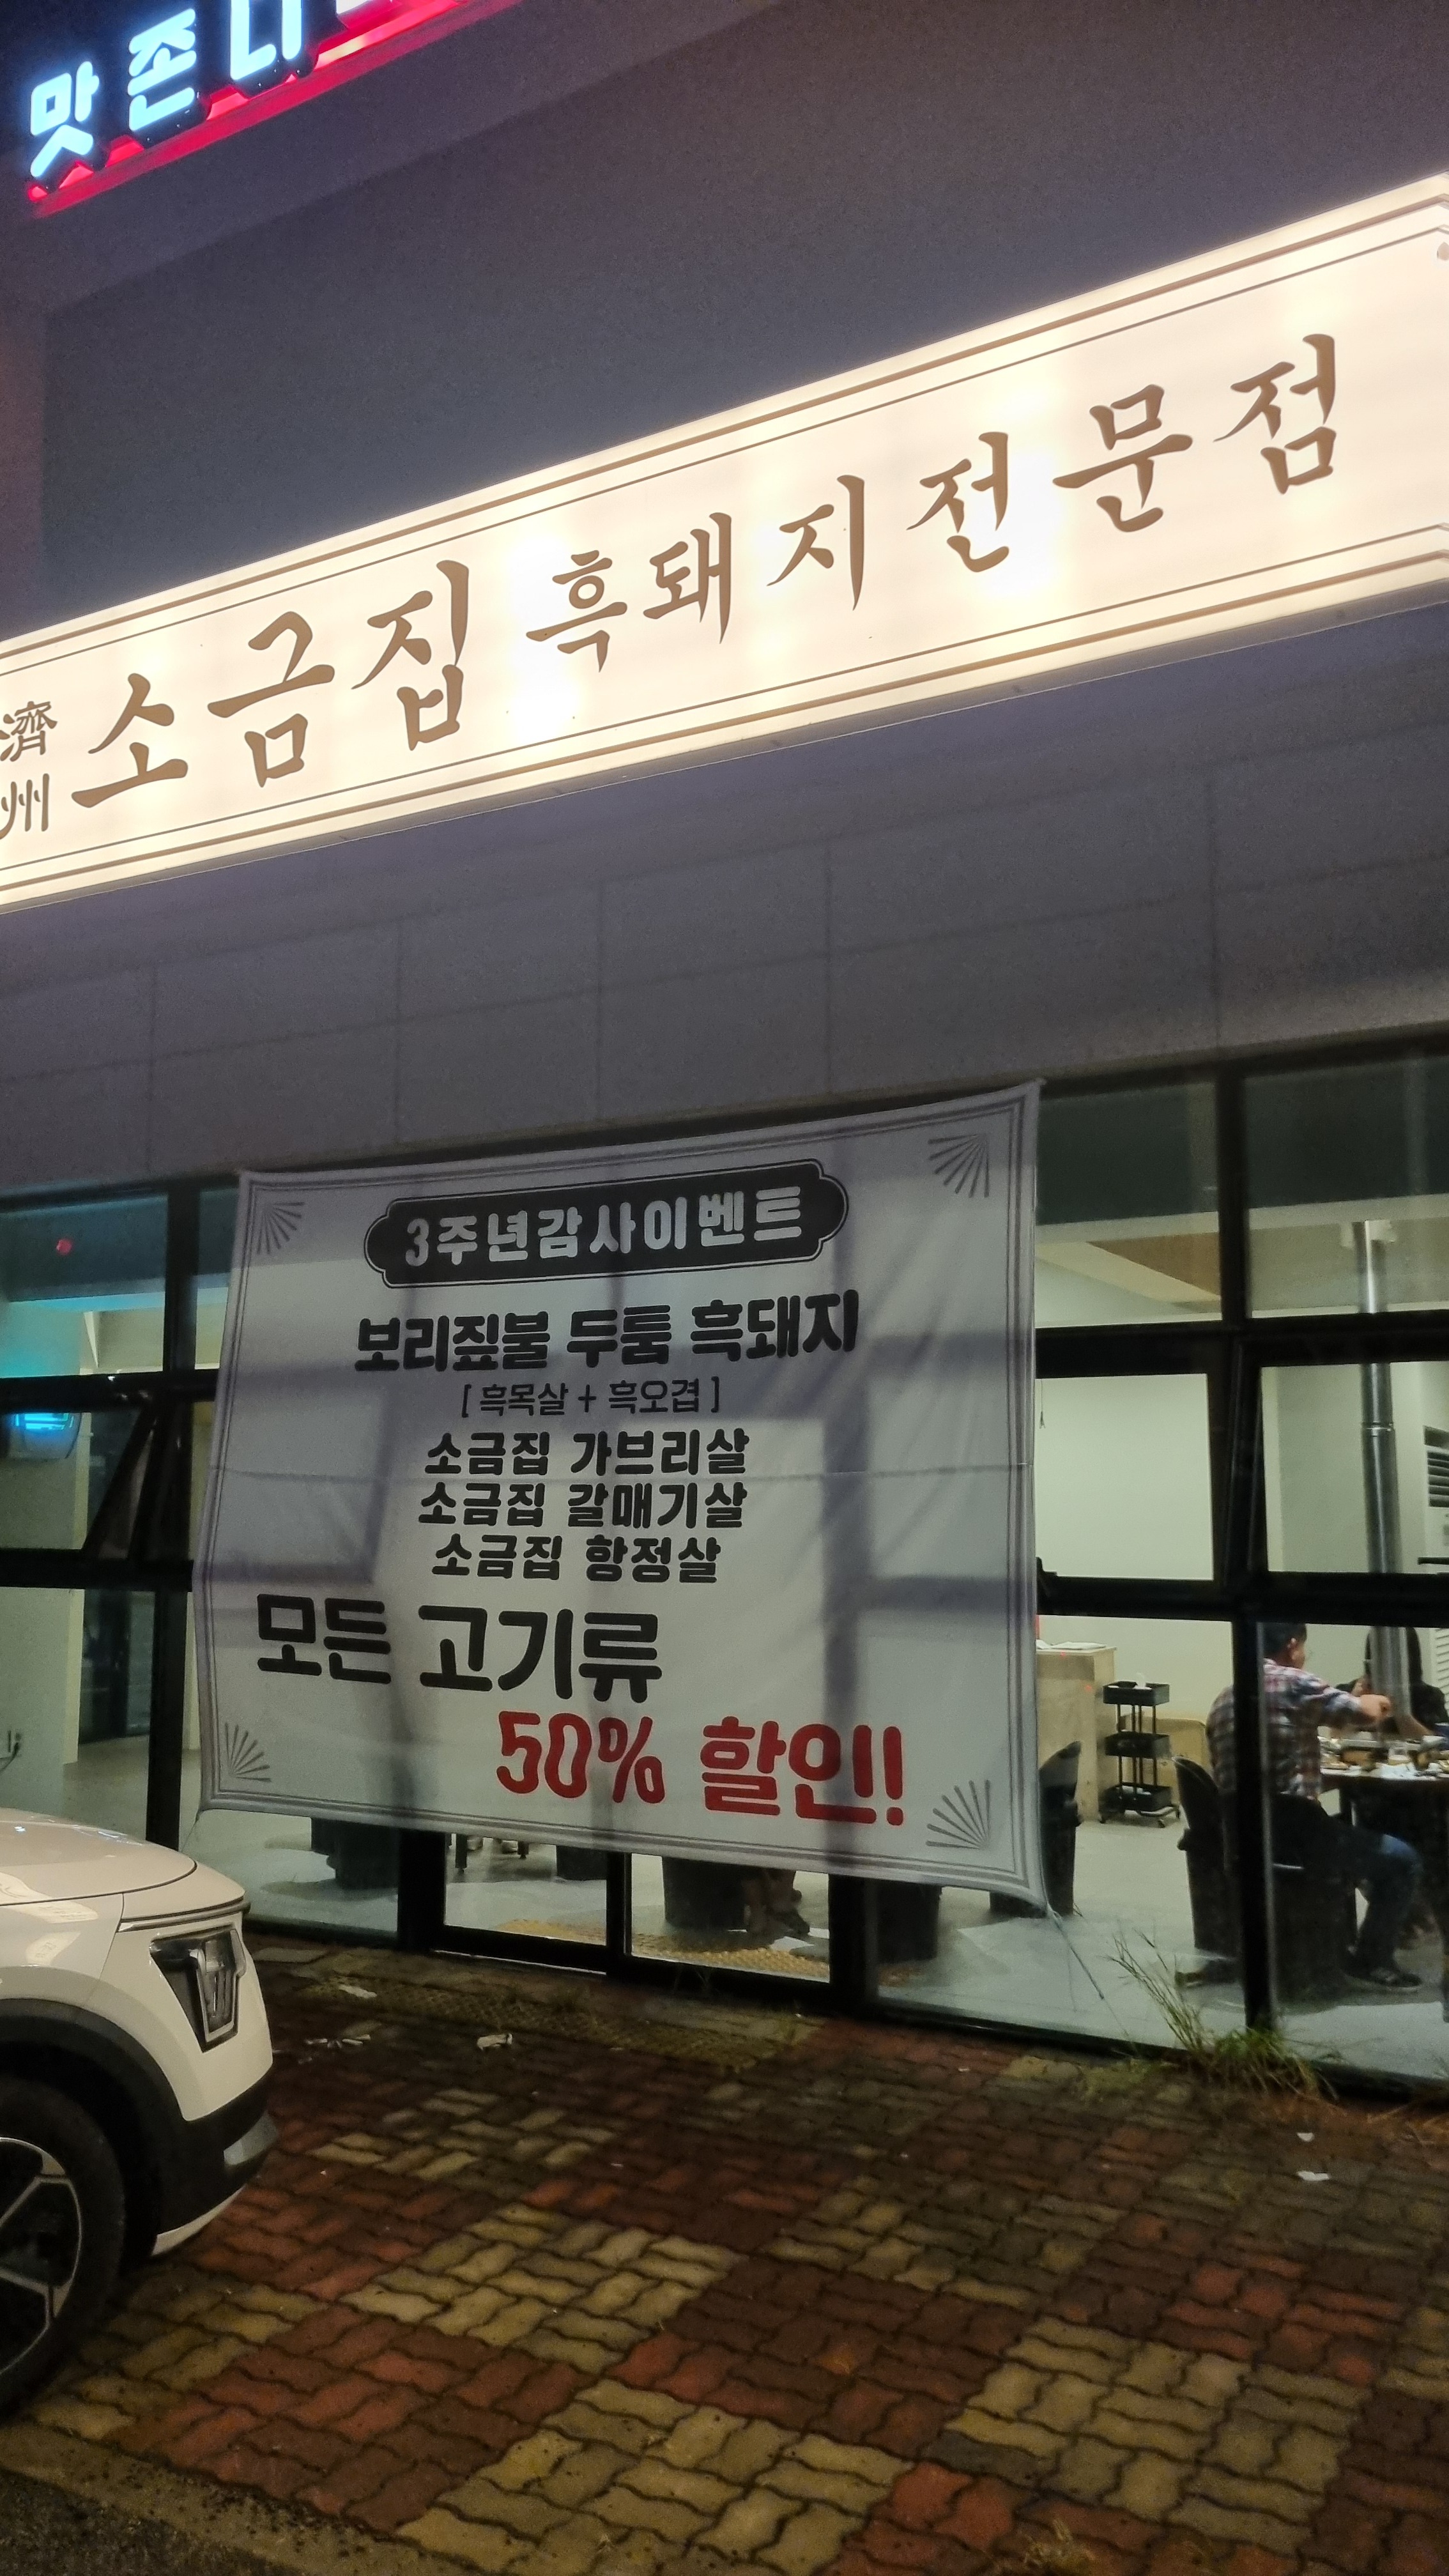 맛존
濟州 소금집 흑돼지전문점
3주년감사이벤트
보리짚불 두툼 흑돼지
[ 흑목살 + 흑오겹 ]
소금집 가브리살
소금집 갈매기살
소금집 항정살
모든 고기류
50% 할인!